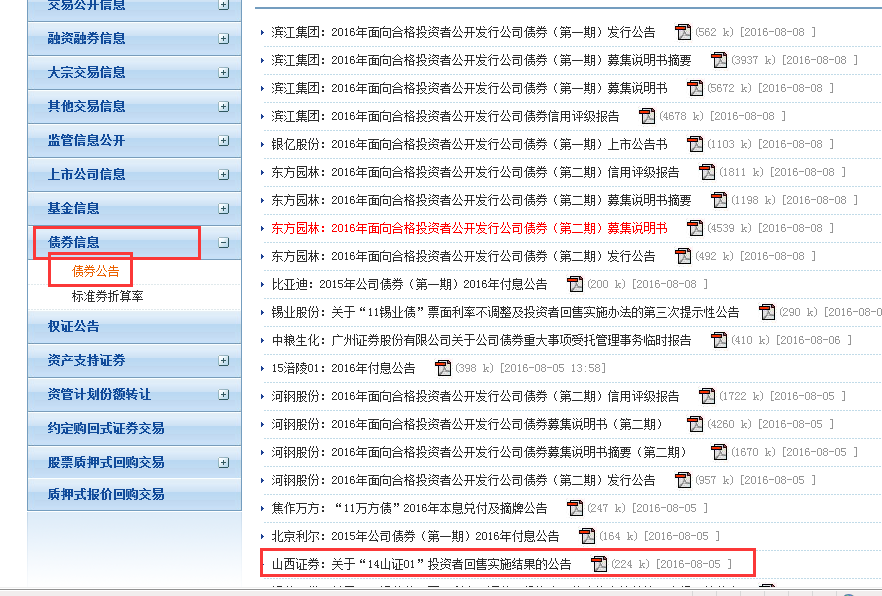 交易公开信息
融资融券信息
大宗交易信息
其他交易信息
监管信息公开
上市公司信息
基金信息
债券信息
债券公告
标准券折算率
权证公告
资产支持证券
资管计划份额转让
约定购回式证券交易
股票质押式回购交易
质押式报价回购交易
滨江集团：2016年面向合格投资者公开发行公司债券（第一期）发行公告 (562 k) [2016-08-08 ]
滨江集团：2016年面向合格投资者公开发行公司债券（第一期）募集说明书摘要 (3937 k) [2016-08-08 ]
滨江集团：2016年面向合格投资者公开发行公司债券（第一期）募集说明书 (5672 k) [2016-08-08 ]
滨江集团：2016年面向合格投资者公开发行公司债券信用评级报告 (4678 k) [2016-08-08 ]
银亿股份：2016年面向合格投资者公开发行公司债券（第一期）上市公告书 (1103 k) [2016-08-08 ]
东方园林：2016年面向合格投资者公开发行公司债券（第二期）信用评级报告 (1811 k) [2016-08-08 ]
东方园林：2016年面向合格投资者公开发行公司债券（第二期）募集说明书摘要 (1198 k) [2016-08-08 ]
东方园林：2016年面向合格投资者公开发行公司债券（第二期）募集说明书 (4539 k) [2016-08-08 ]
东方园林：2016年面向合格投资者公开发行公司债券（第二期）发行公告 (492 k) [2016-08-08 ]
比亚迪：2015年公司债券（第一期）2016年付息公告 (200 k) [2016-08-08 ]
锡业股份：关于“11锡业债”票面利率不调整及投资者回售实施办法的第三次提示性公告 (290 k) [2016-08-0
中粮生化：广州证券股份有限公司关于公司债券重大事项受托管理事务临时报告 (410 k) [2016-08-06 ]
15涪陵01：2016年付息公告 (398 k) [2016-08-05 13:58]
河钢股份：2016年面向合格投资者公开发行公司债券（第二期）信用评级报告 (1722 k) [2016-08-05 ]
河钢股份：2016年面向合格投资者公开发行公司债券募集说明书（第二期） (4260 k) [2016-08-05 ]
河钢股份：2016年面向合格投资者公开发行公司债券募集说明书摘要（第二期） (1670 k) [2016-08-05 ]
河钢股份：2016年面向合格投资者公开发行公司债券（第二期）发行公告 (957 k) [2016-08-05 ]
焦作万方：“11万方债”2016年本息兑付及摘牌公告 (247 k) [2016-08-05 ]
北京利尔：2015年公司债券（第一期）2016年付息公告 (164 k) [2016-08-05 ]
山西证券：关于“14山证01”投资者回售实施结果的公告 (224 k) [2016-08-05 ]